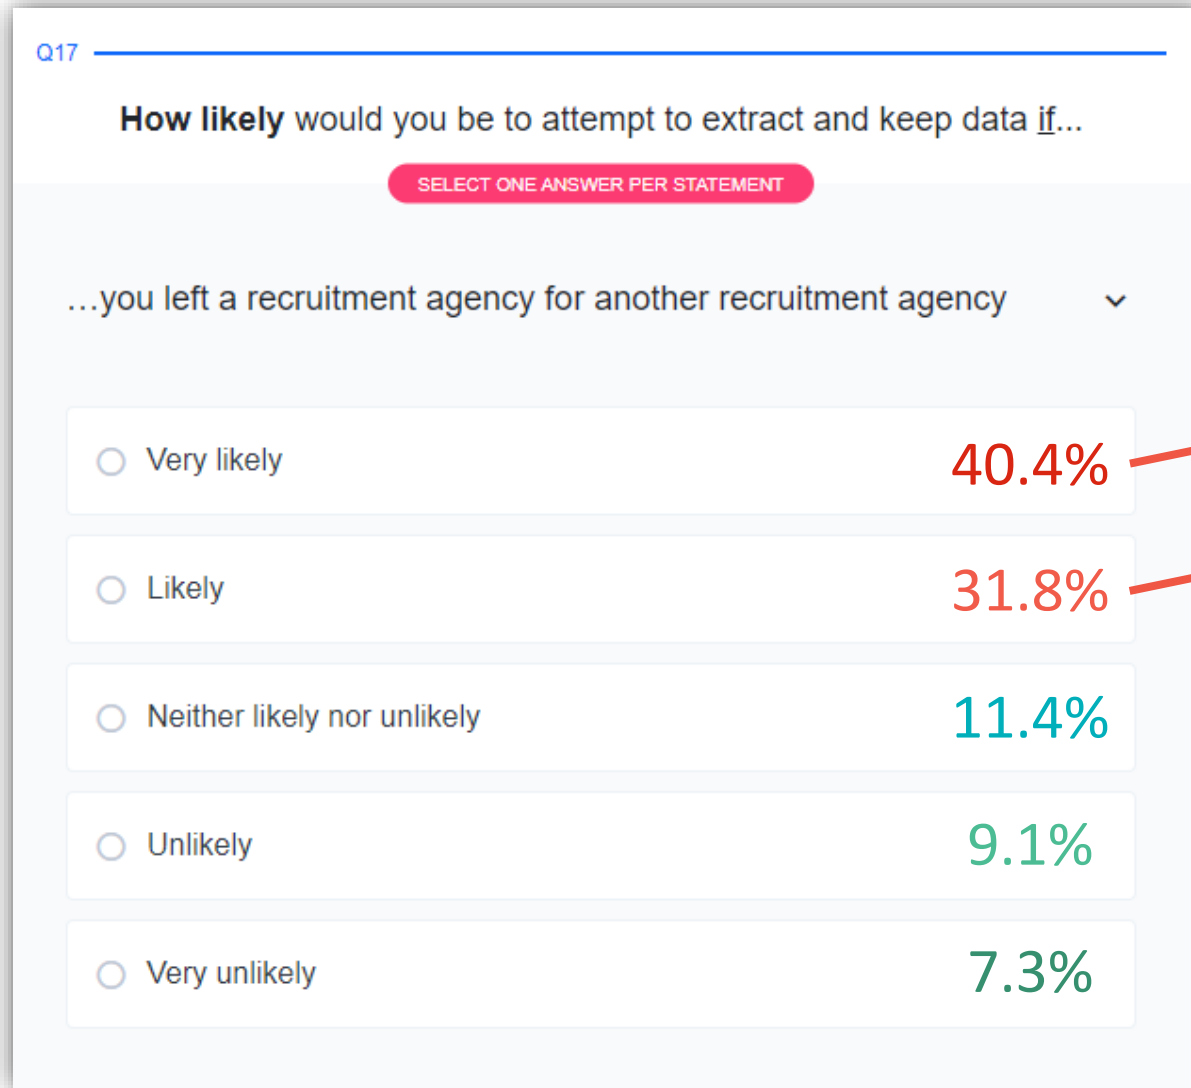 Q17
How likely would you be to attempt to extract and keep data if...
SELECT ONE ANSWER PER STATEMENT
...you left a recruitment agency for another recruitment agency
Very likely 40.4%
Likely 31.8%
Neither likely nor unlikely 11.4%
Unlikely 9.1%
Very unlikely 7.3%